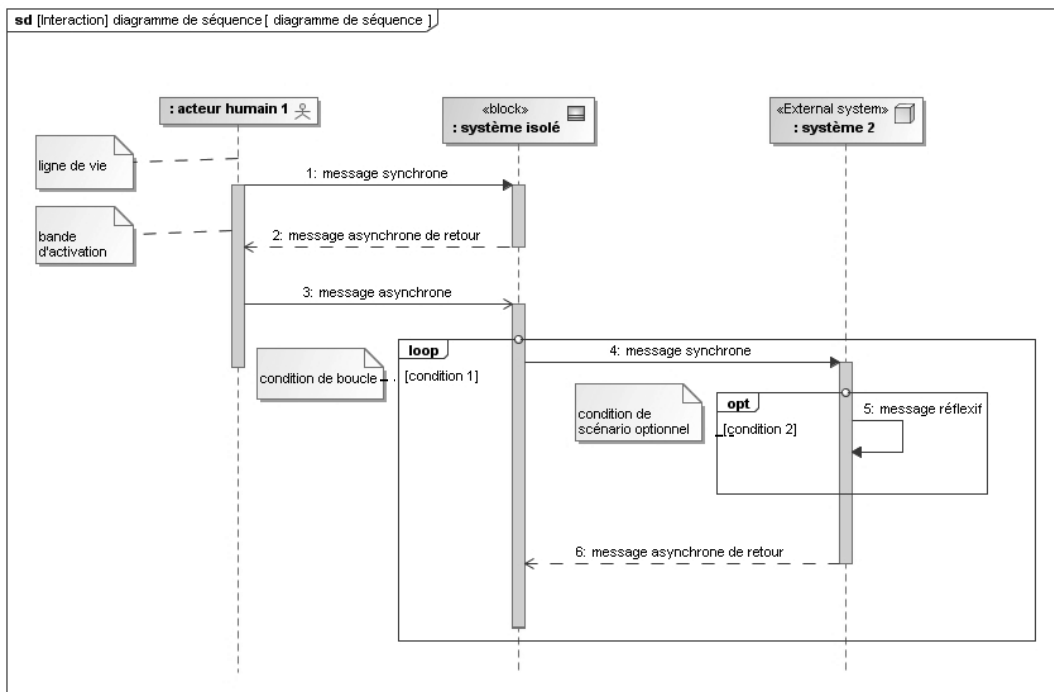 sd [Interaction] diagramme de séquence[ diagramme de séquence ]
: acteur humain 1
«block»
: système isolé
«External system»
: système 2
ligne de vie
1: message synchrone
bande
d'activation
2: message asynchrone de retour
3: message asynchrone
loop
4: message synchrone
condition de boucle
[condition 1]
opt
5: message réflexif
condition de
scénario optionnel
[condition 2]
6: message asynchrone de retour